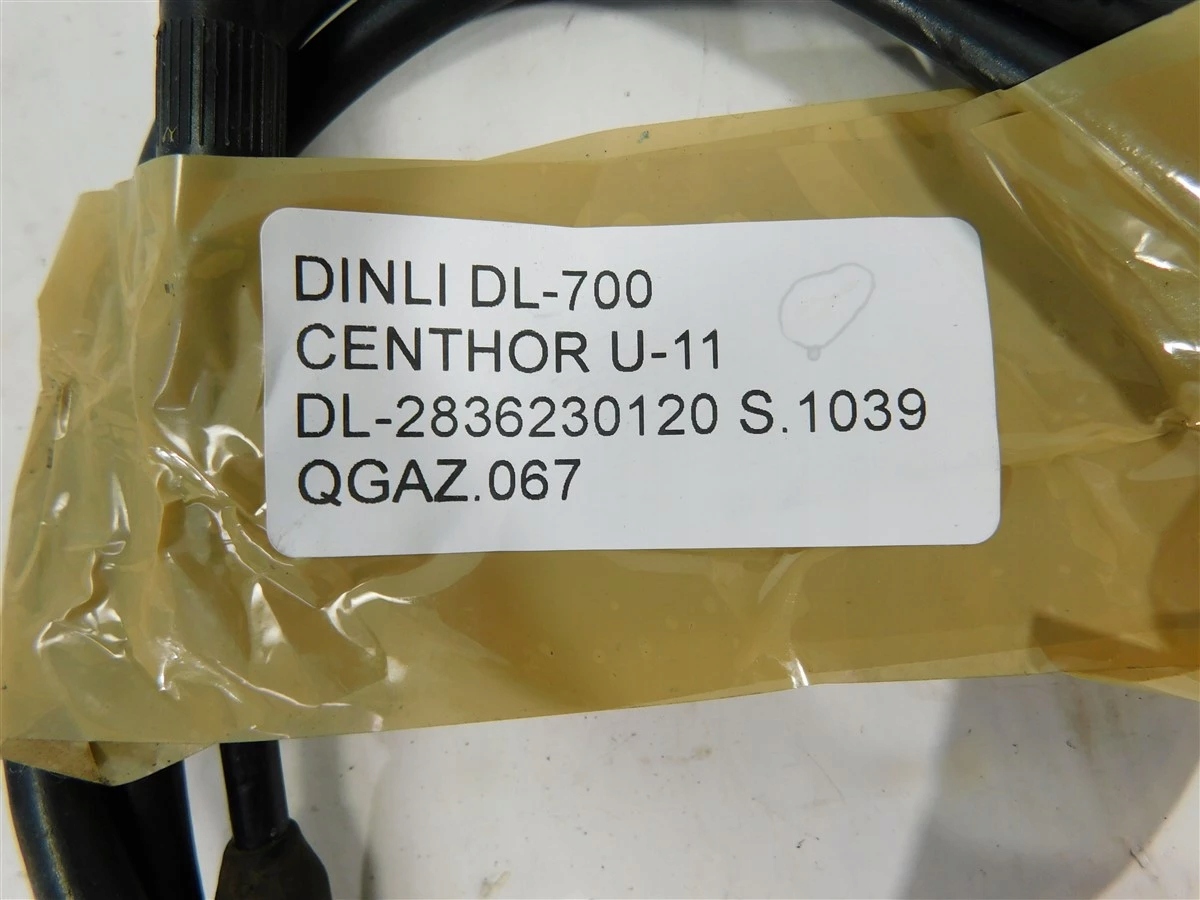 DINLI DL-700
CENTHOR U-11
DL-2836230120 S.1039
QGAZ.067